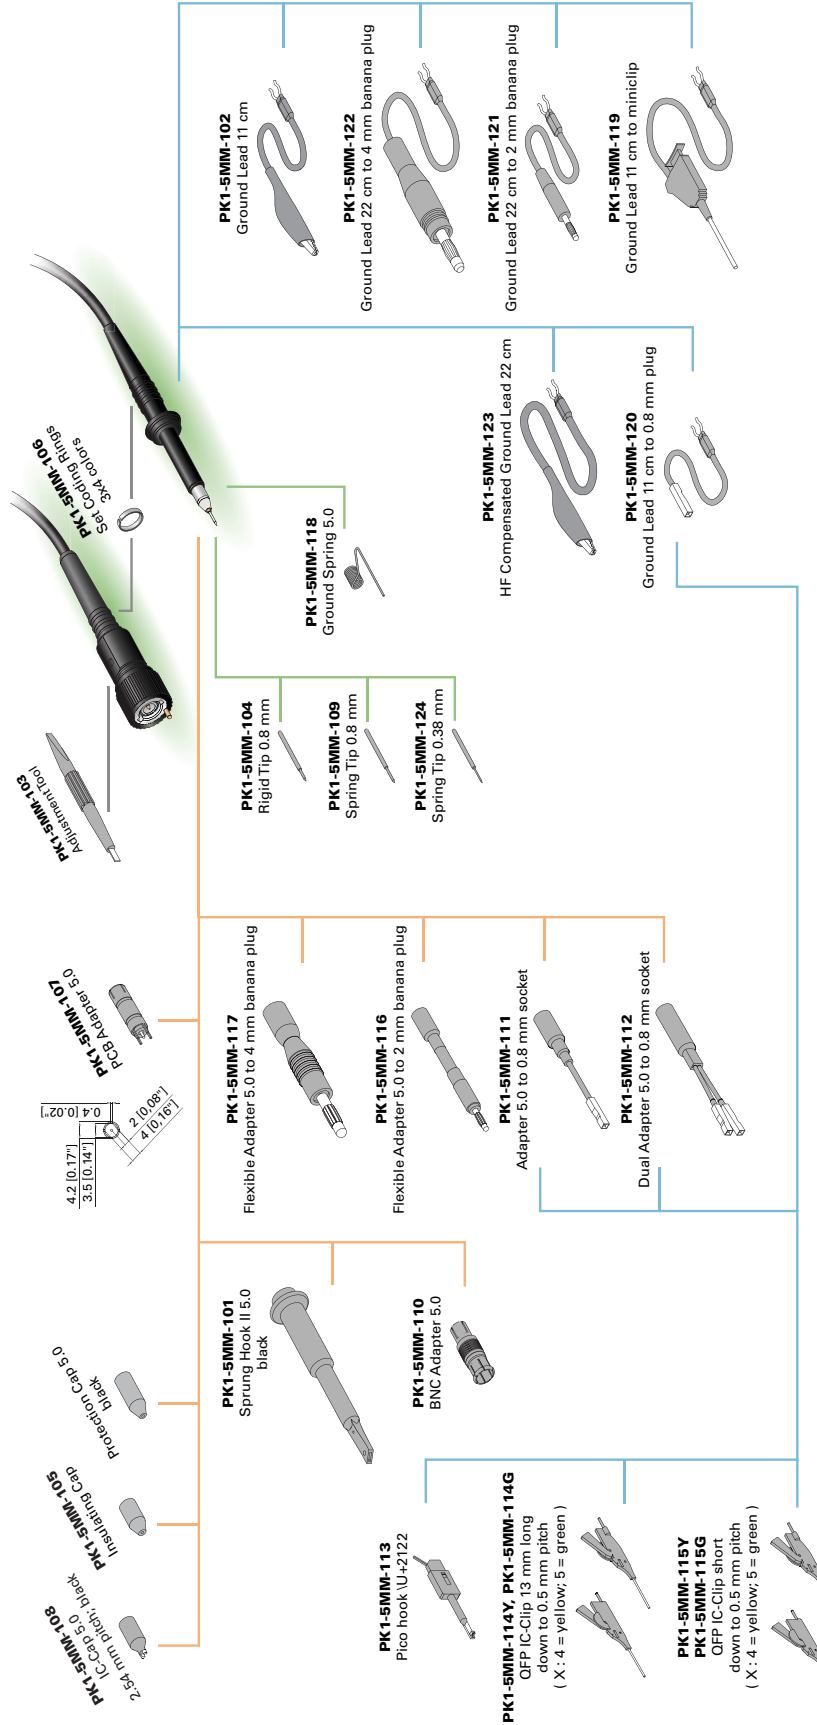 PK1-5MM-108
IC-Cap 5.0
2.54 mm pitch, black
PK1-5MM-105
Insulating Cap
Protection Cap 5.0
black
4.2 [0.17"]
3.5 [0.14"]
0.4 [0.02"]
2 [0,08"]
4 [0,16"]
PK1-5MM-107
PCB Adapter 5.0
PK1-5MM-103
Adjustment Tool
PK1-5MM-106
Set Coding Rings
3x4 colors
PK1-5MM-101
Sprung Hook II 5.0
black
PK1-5MM-110
BNC Adapter 5.0
PK1-5MM-117
Flexible Adapter 5.0 to 4 mm banana plug
PK1-5MM-116
Flexible Adapter 5.0 to 2 mm banana plug
PK1-5MM-111
Adapter 5.0 to 0.8 mm socket
PK1-5MM-112
Dual Adapter 5.0 to 0.8 mm socket
PK1-5MM-104
Rigid Tip 0.8 mm
PK1-5MM-109
Spring Tip 0.8 mm
PK1-5MM-124
Spring Tip 0.38 mm
PK1-5MM-118
Ground Spring 5.0
PK1-5MM-102
Ground Lead 11 cm
PK1-5MM-122
Ground Lead 22 cm to 4 mm banana plug
PK1-5MM-121
Ground Lead 22 cm to 2 mm banana plug
PK1-5MM-119
Ground Lead 11 cm to miniclip
PK1-5MM-123
HF Compensated Ground Lead 22 cm
PK1-5MM-120
Ground Lead 11 cm to 0.8 mm plug
PK1-5MM-113
Pico hook \U+2122
PK1-5MM-114Y, PK1-5MM-114G
QFP IC-Clip 13 mm long
down to 0.5 mm pitch
( X : 4 = yellow; 5 = green )
PK1-5MM-115Y
PK1-5MM-115G
QFP IC-Clip short
down to 0.5 mm pitch
( X : 4 = yellow; 5 = green )